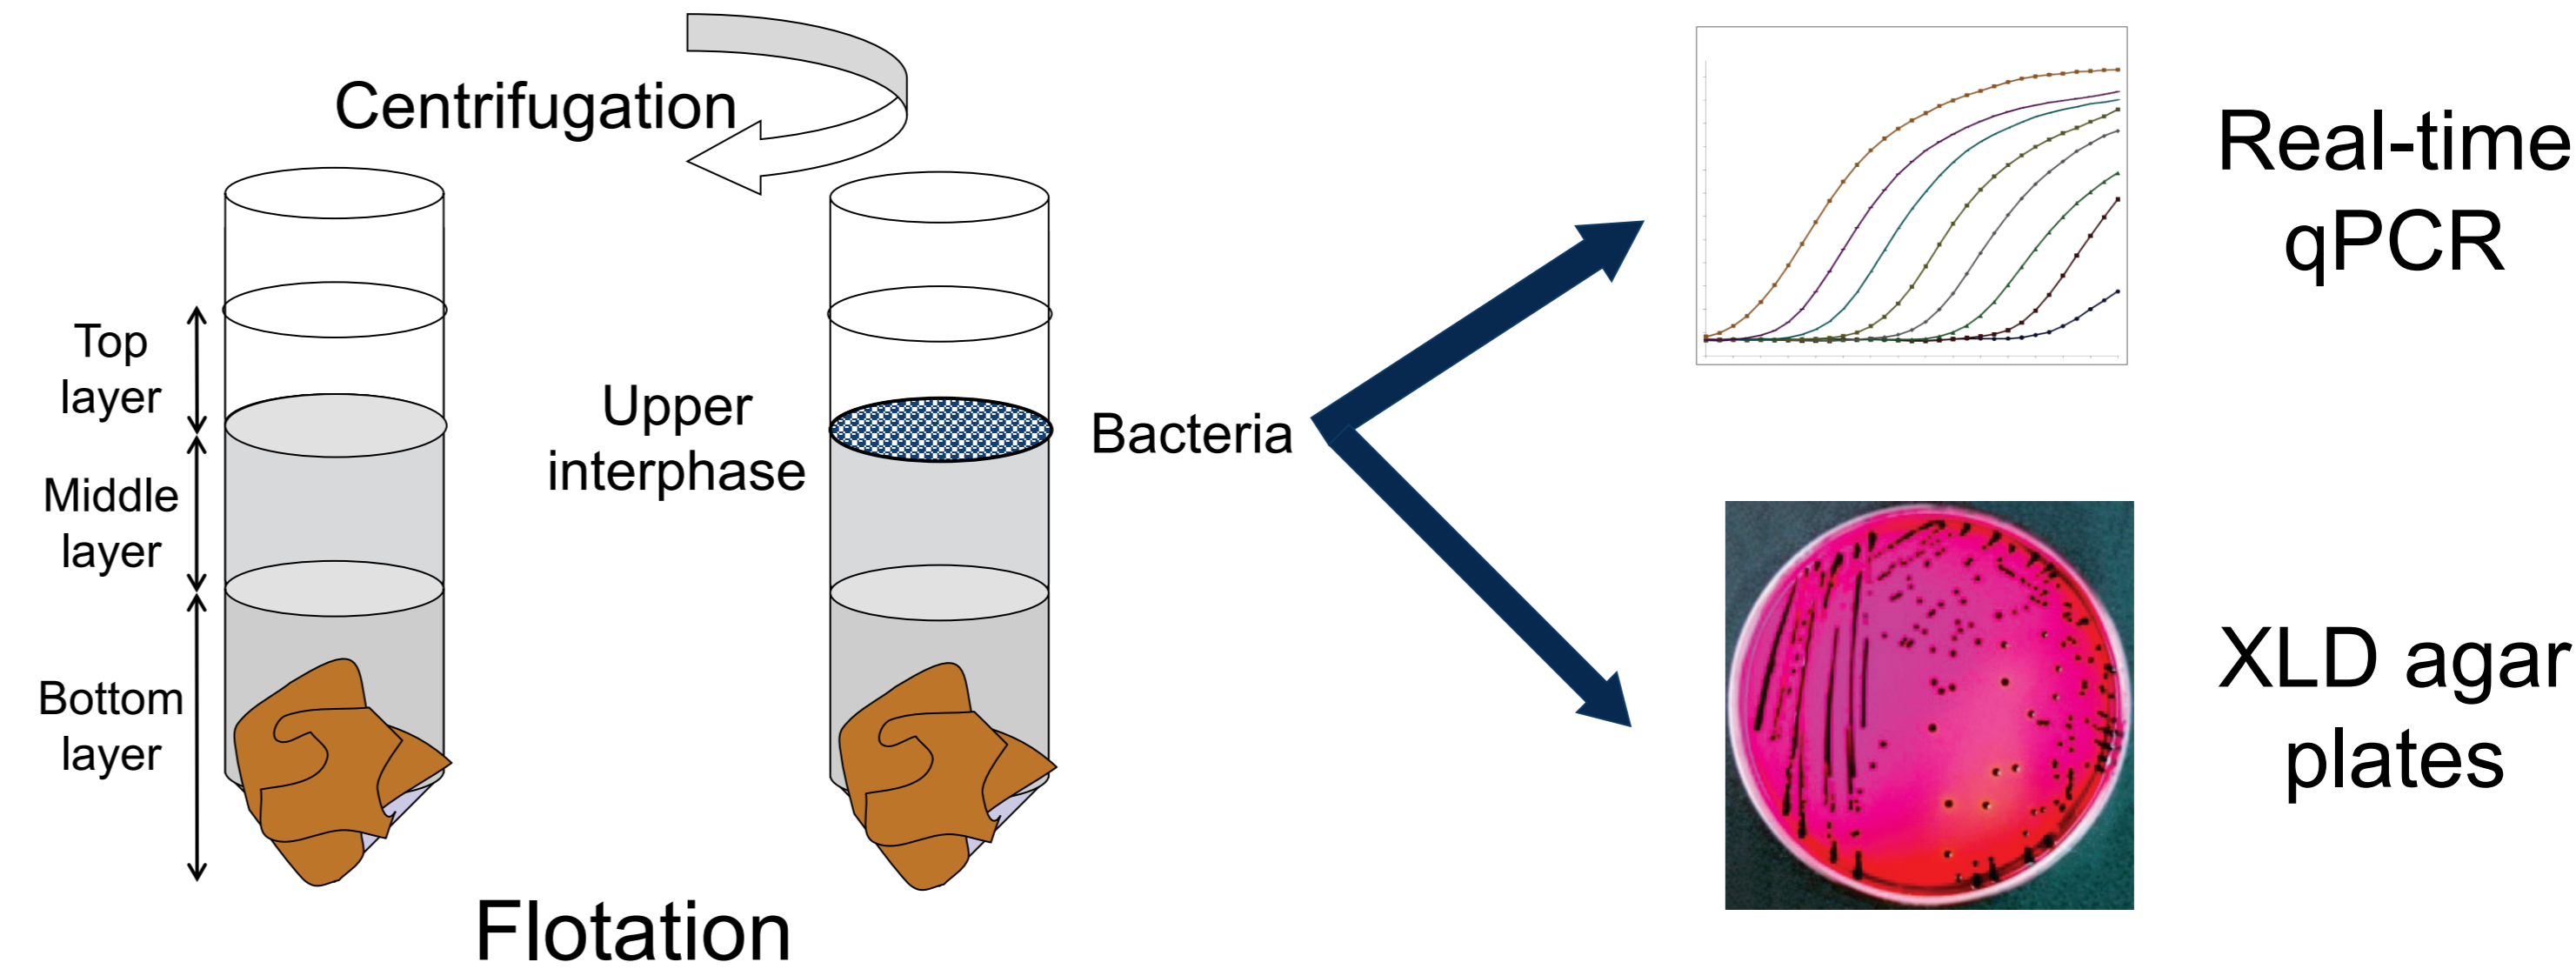 Centrifugation
Top
layer
Middle
layer
Bottom
layer
Upper
interphase
Bacteria
Flotation
Real-time
qPCR
XLD agar
plates